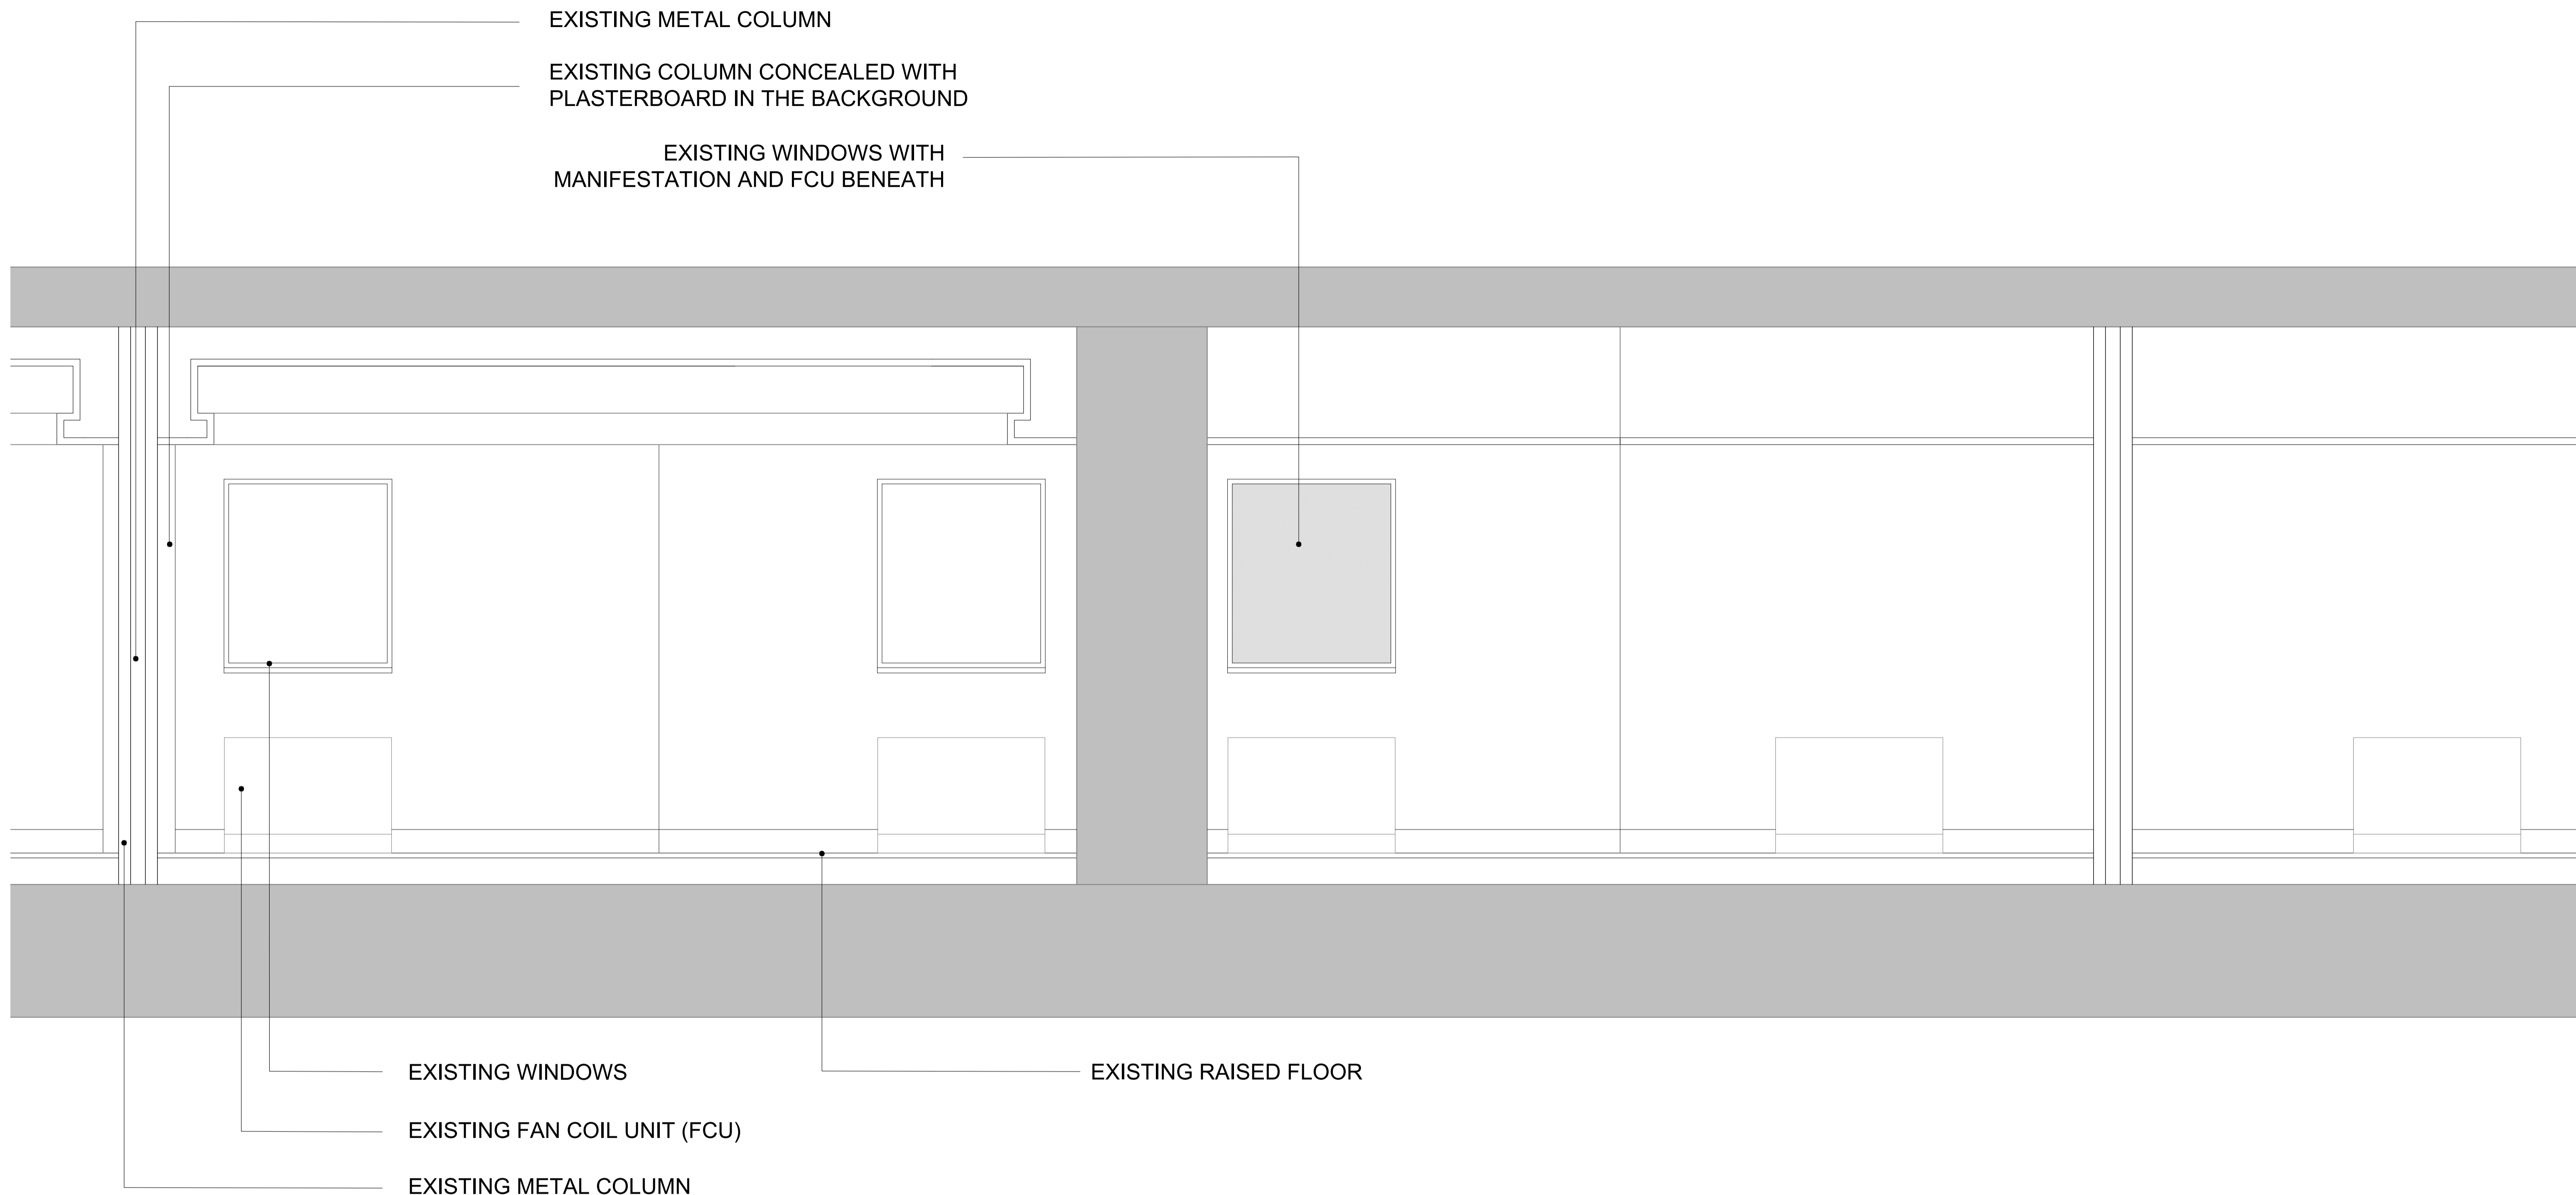 EXISTING METAL COLUMN
EXISTING COLUMN CONCEALED WITH
PLASTERBOARD IN THE BACKGROUND
EXISTING WINDOWS WITH
MANIFESTATION AND FCU BENEATH
EXISTING WINDOWS
EXISTING RAISED FLOOR
EXISTING FAN COIL UNIT (FCU)
EXISTING METAL COLUMN